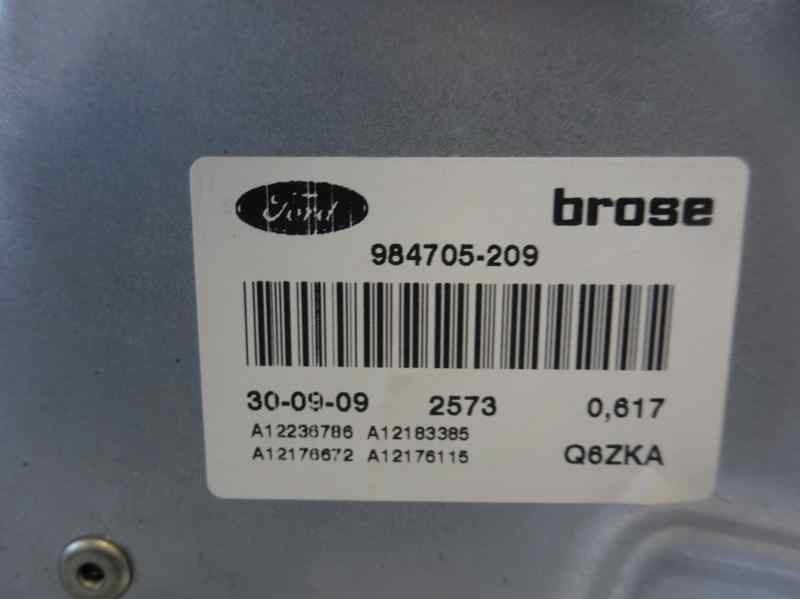 Ford brose
984705-209
30-09-09 2573 0,617
A12236786 A12183385
A12176672 A12176115 Q6ZKA